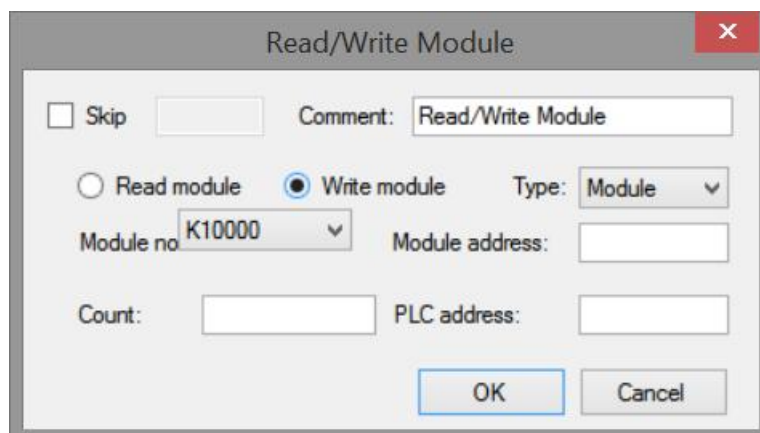 Read/Write Module
Skip Comment: Read/Write Module
Read module Write module Type: Module
Module no K10000 Module address:
Count: PLC address:
OK Cancel